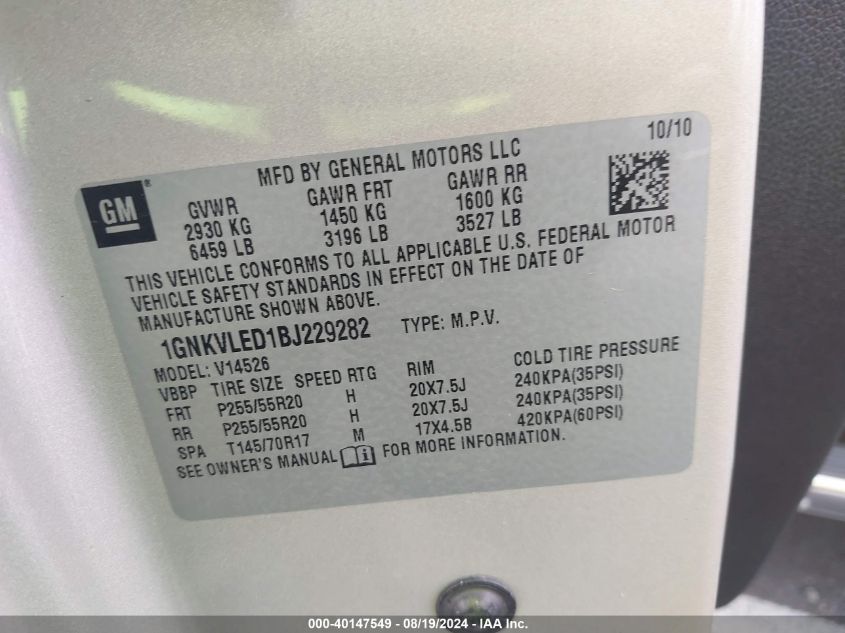 10/10
MFD BY GENERAL MOTORS LLC
GM®
GVWR GAWR FRT GAWR RR
2930 KG 1450 KG 1600 KG
6459 LB 3196 LB 3527 LB
THIS VEHICLE CONFORMS TO ALL APPLICABLE U.S. FEDERAL MOTOR
VEHICLE SAFETY STANDARDS IN EFFECT ON THE DATE OF
MANUFACTURE SHOWN ABOVE.
1GNKVLED1BJ229282 TYPE: M.P.V.
MODEL: V14526
VBBP TIRE SIZE SPEED RTG RIM COLD TIRE PRESSURE
FRT P255/55R20 H 20X7.5J 240KPA(35PSI)
RR P255/55R20 H 20X7.5J 240KPA(35PSI)
SPA T145/70R17 M 17X4.5B 420KPA(60PSI)
SEE OWNER'S MANUAL i FOR MORE INFORMATION.
000-40147549 - 08/19/2024 - IAA Inc.